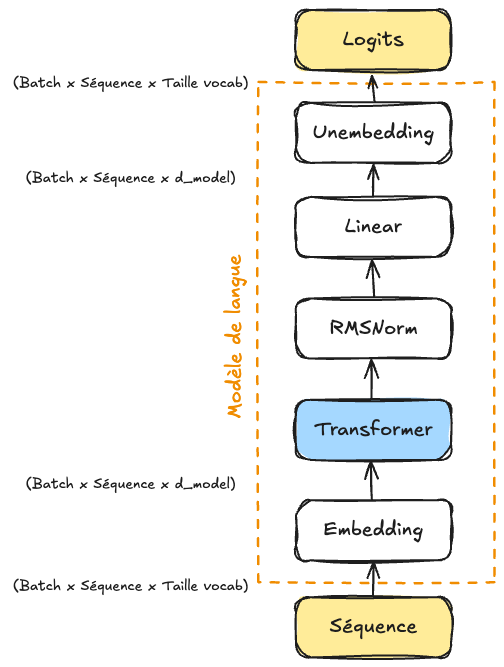 Logits
(Batch x Séquence x Taille vocab)
Unembedding
(Batch x Séquence x d_model)
Linear
RMSNorm
Modèle de langue
Transformer
(Batch x Séquence x d_model)
Embedding
(Batch x Séquence x Taille vocab)
Séquence